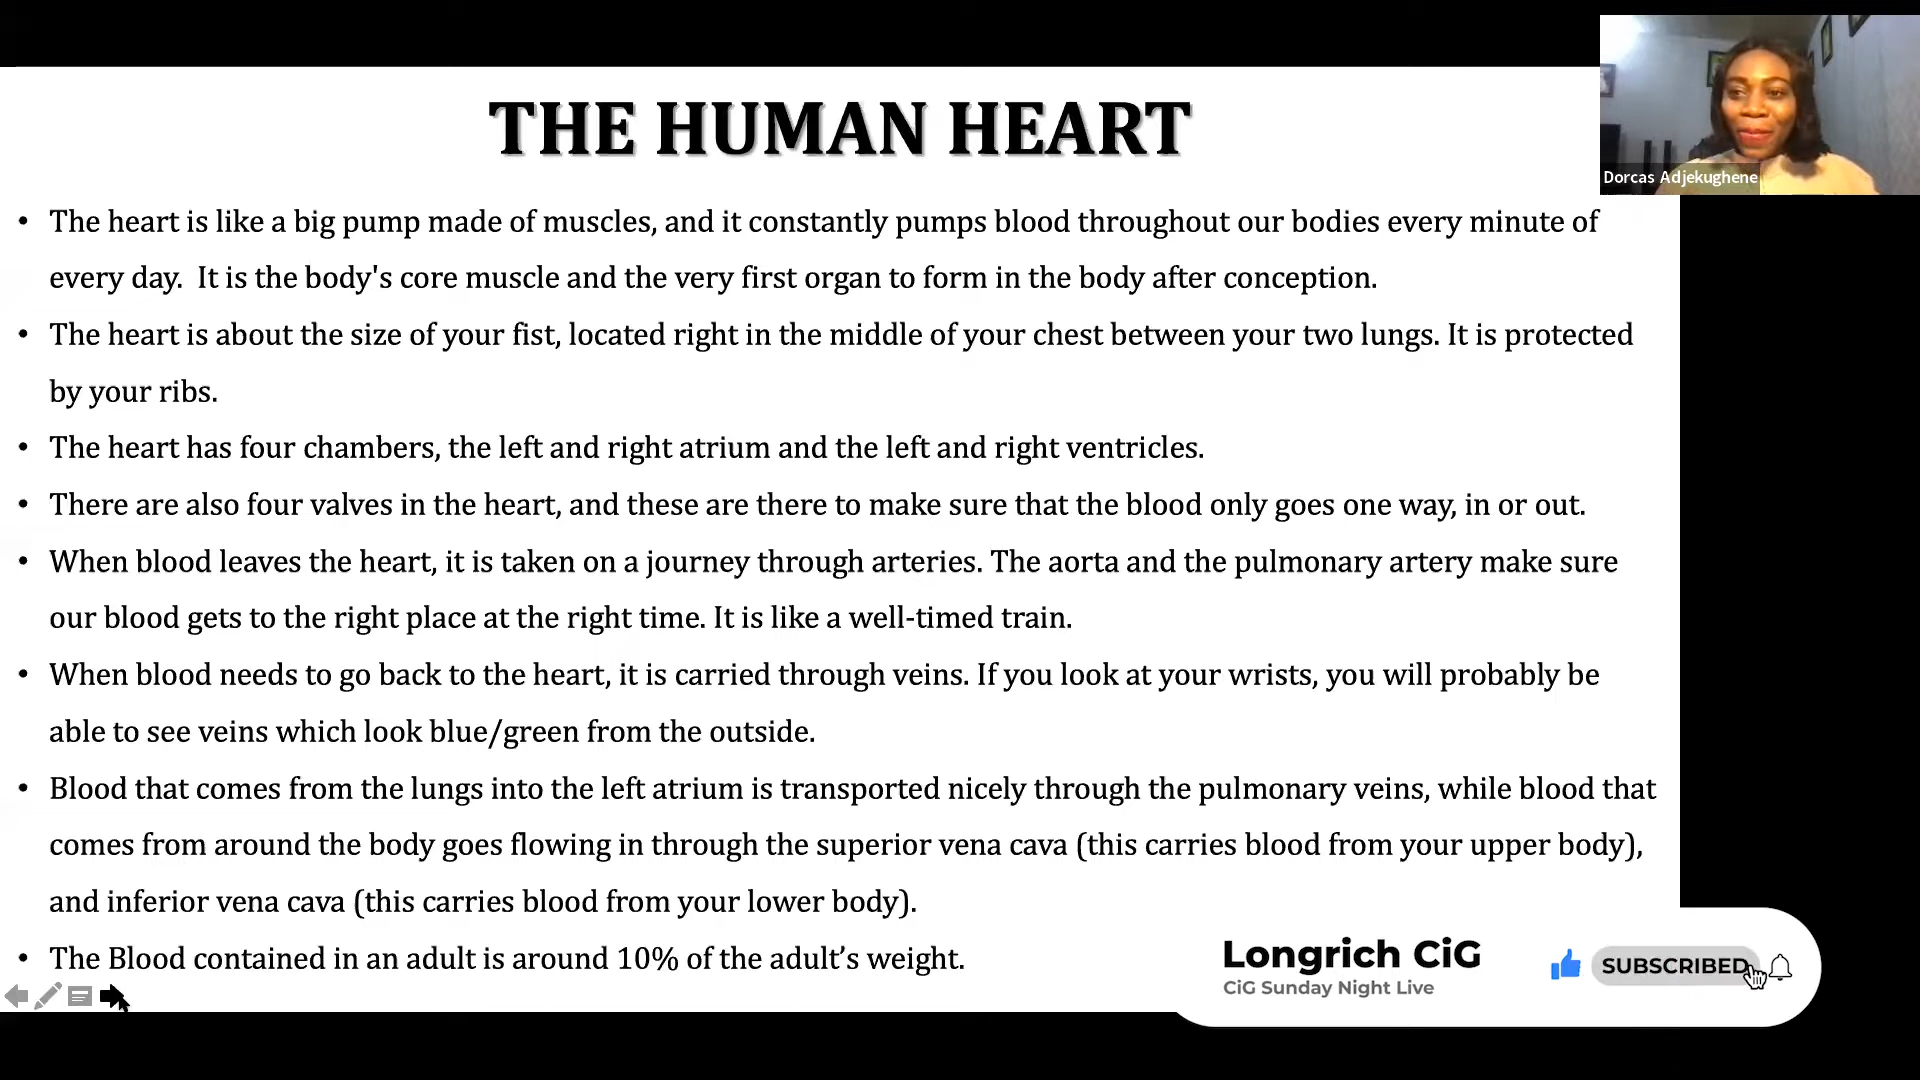 THE HUMAN HEART
Dorcas Adjekughene
• The heart is like a big pump made of muscles, and it constantly pumps blood throughout our bodies every minute of
every day.  It is the body's core muscle and the very first organ to form in the body after conception.
• The heart is about the size of your fist, located right in the middle of your chest between your two lungs. It is protected
by your ribs.
• The heart has four chambers, the left and right atrium and the left and right ventricles.
• There are also four valves in the heart, and these are there to make sure that the blood only goes one way, in or out.
• When blood leaves the heart, it is taken on a journey through arteries. The aorta and the pulmonary artery make sure
our blood gets to the right place at the right time. It is like a well-timed train.
• When blood needs to go back to the heart, it is carried through veins. If you look at your wrists, you will probably be
able to see veins which look blue/green from the outside.
• Blood that comes from the lungs into the left atrium is transported nicely through the pulmonary veins, while blood that
comes from around the body goes flowing in through the superior vena cava (this carries blood from your upper body),
and inferior vena cava (this carries blood from your lower body).
• The Blood contained in an adult is around 10% of the adult’s weight.
Longrich CiG
CiG Sunday Night Live
SUBSCRIBED